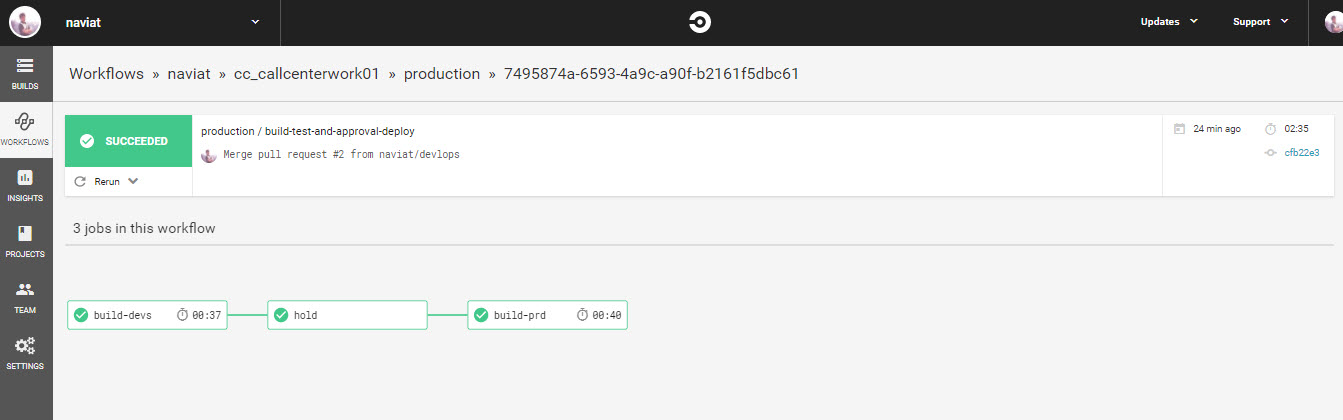 naviat
Updates
Support
BUILDS
WORKFLOWS
INSIGHTS
PROJECTS
TEAM
SETTINGS
Workflows » naviat » cc_callcenterwork01 » production » 7495874a-6593-4a9c-a90f-b2161f5dbc61
SUCCEEDED
Rerun
production / build-test-and-approval-deploy
Merge pull request #2 from naviat/devlops
24 min ago
02:35
cfb22e3
3 jobs in this workflow
build-devs 00:37
hold
build-prd 00:40